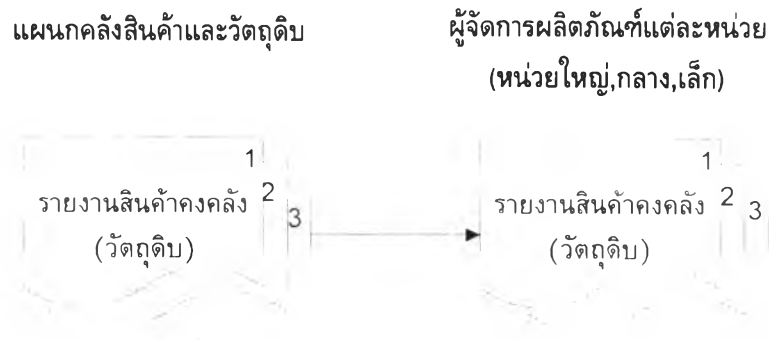 แผนกคลังสินค้าและวัตถุดิบ
ผู้จัดการผลิตภัณฑ์แต่ละหน่วย
(หน่วยใหญ่,กลาง,เล็ก)
1
รายงานสินค้าคงคลัง 2
3
(วัตถุดิบ)
1
รายงานสินค้าคงคลัง 2
3
(วัตถุดิบ)